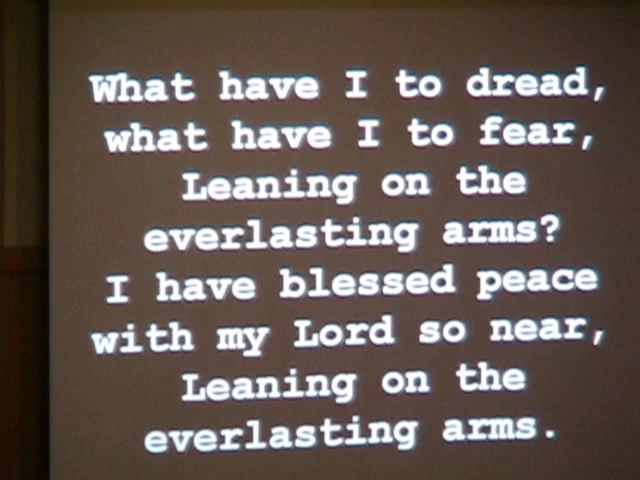 What have I to dread,
what have I to fear,
Leaning on the
everlasting arms?
I have blessed peace
with my Lord so near,
Leaning on the
everlasting arms.